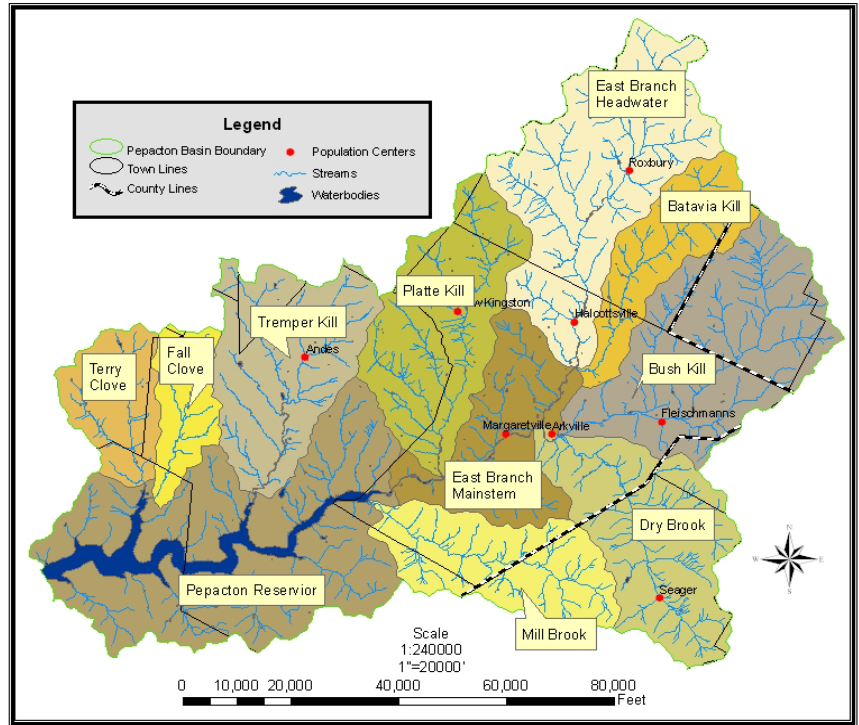 East Branch
Headwater
Legend
Pepacton Basin Boundary
Town Lines
County Lines
Population Centers
Streams
Waterbodies
Roxbury
Batavia Kill
Platte Kill
wKingston
Halcottsville
Tremper Kill
Andes
Fall
Clove
Terry
Clove
Bush Kill
Fleischmanns
Margaretville
Arkville
East Branch
Mainstem
Dry Brook
N
W
E
S
Pepacton Reservior
Seager
Mill Brook
Scale
1:240000
1"=20000'
0 10,000 20,000 40,000 60,000 80,000
Feet